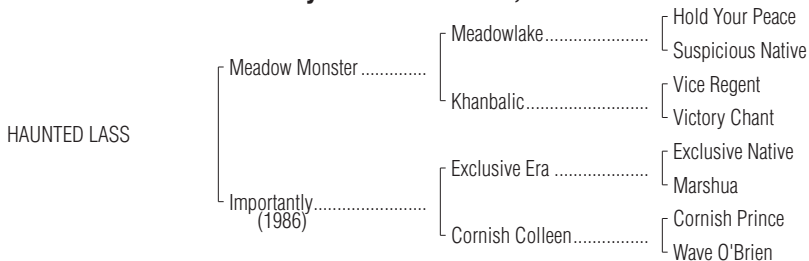 Hold Your Peace
Meadowlake......................
Suspicious Native
Meadow Monster ..............
Vice Regent
Khanbalic..........................
Victory Chant
HAUNTED LASS
Exclusive Native
Exclusive Era ....................
Marshua
Importantly........................
(1986)
Cornish Prince
Cornish Colleen................
Wave O'Brien